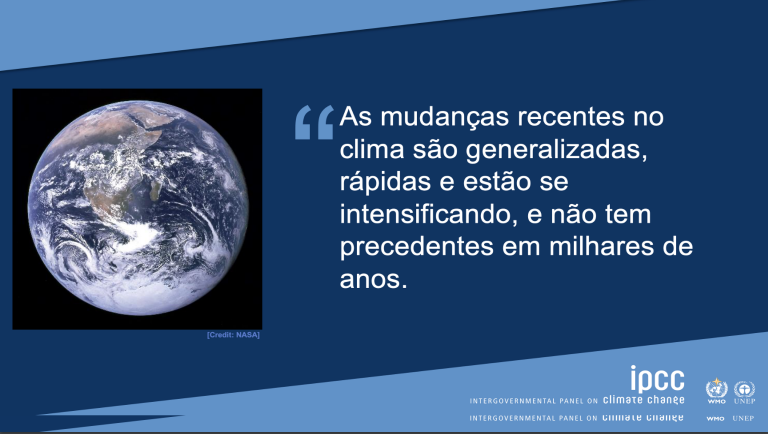 “As mudanças recentes no
clima são generalizadas,
rápidas e estão se
intensificando, e não tem
precedentes em milhares de
anos.
[Credit: NASA]
ipcc
INTERGOVERNMENTAL PANEL ON climate change
WMO UNEP
INTERGOVERNMENTAL PANEL ON climate change
WMO UNEP